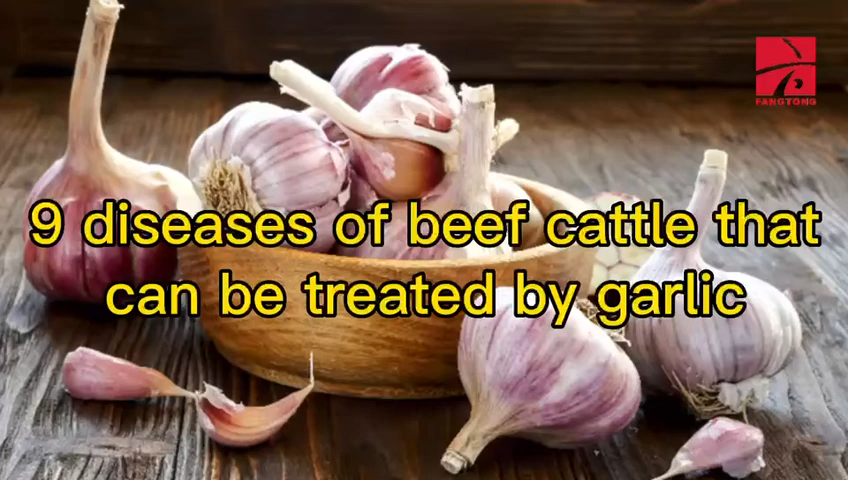 FANGTONG
9 diseases of beef cattle that
can be treated by garlic